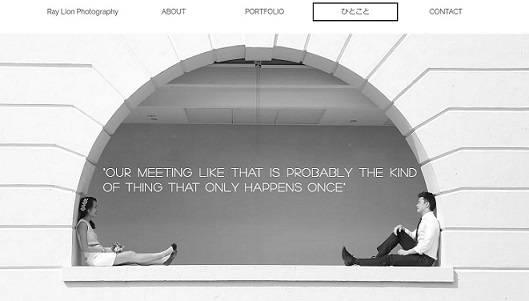 Ray Lion Photography ABOUT PORTFOLIO ひとこと CONTACT
"OUR MEETING LIKE THAT IS PROBABLY THE KIND
OF THING THAT ONLY HAPPENS ONCE"